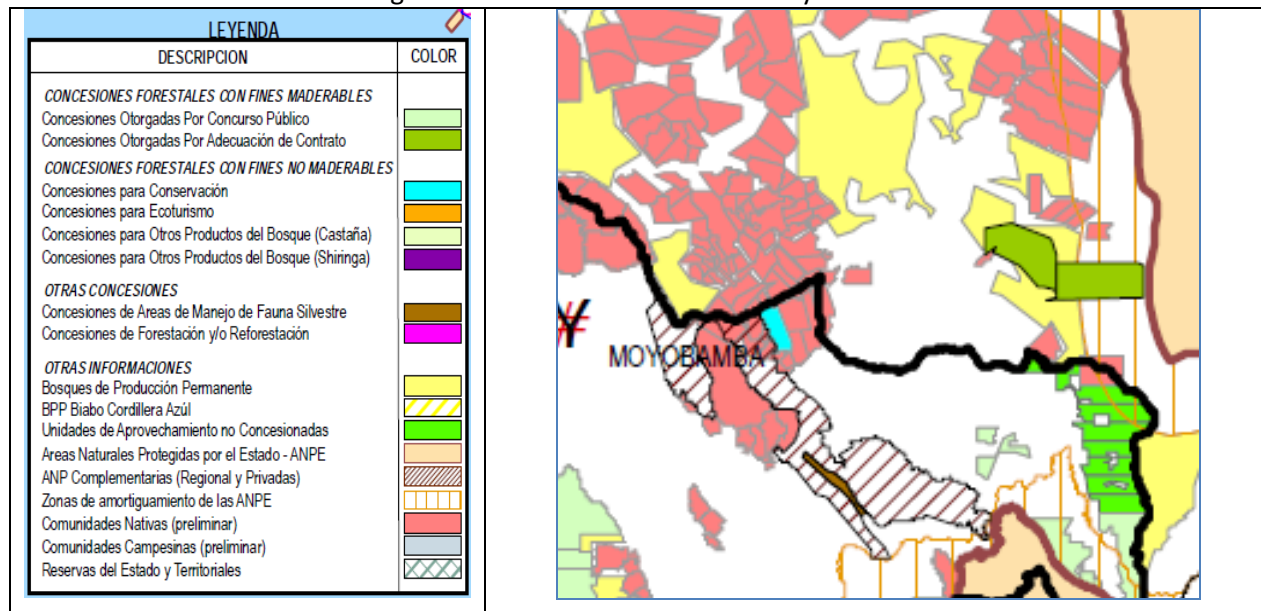 LEYENDA
DESCRIPCION COLOR
CONCESIONES FORESTALES CON FINES MADERABLES
Concesiones Otorgadas Por Concurso Público
Concesiones Otorgadas Por Adecuación de Contrato
CONCESIONES FORESTALES CON FINES NO MADERABLES
Concesiones para Conservación
Concesiones para Ecoturismo
Concesiones para Otros Productos del Bosque (Castaña)
Concesiones para Otros Productos del Bosque (Shiringa)
OTRAS CONCESIONES
Concesiones de Areas de Manejo de Fauna Silvestre
Concesiones de Forestación y/o Reforestación
OTRAS INFORMACIONES
Bosques de Producción Permanente
BPP Biabo Cordillera Azúl
Unidades de Aprovechamiento no Concesionadas
Areas Naturales Protegidas por el Estado - ANPE
ANP Complementarias (Regional y Privadas)
Zonas de amortiguamiento de las ANPE
Comunidades Nativas (preliminar)
Comunidades Campesinas (preliminar)
Reservas del Estado y Territoriales
MOYOBAMBA